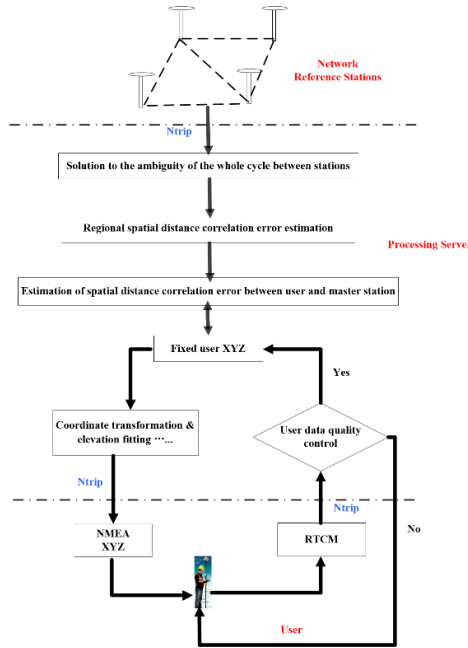 Network
Reference Stations
Ntrip
Solution to the ambiguity of the whole cycle between stations
Regional spatial distance correlation error estimation
Processing Server
Estimation of spatial distance correlation error between user and master station
Fixed user XYZ
Yes
Coordinate transformation &
elevation fitting ···...
User data quality
control
Ntrip
Ntrip
No
NMEA
XYZ
RTCM
User